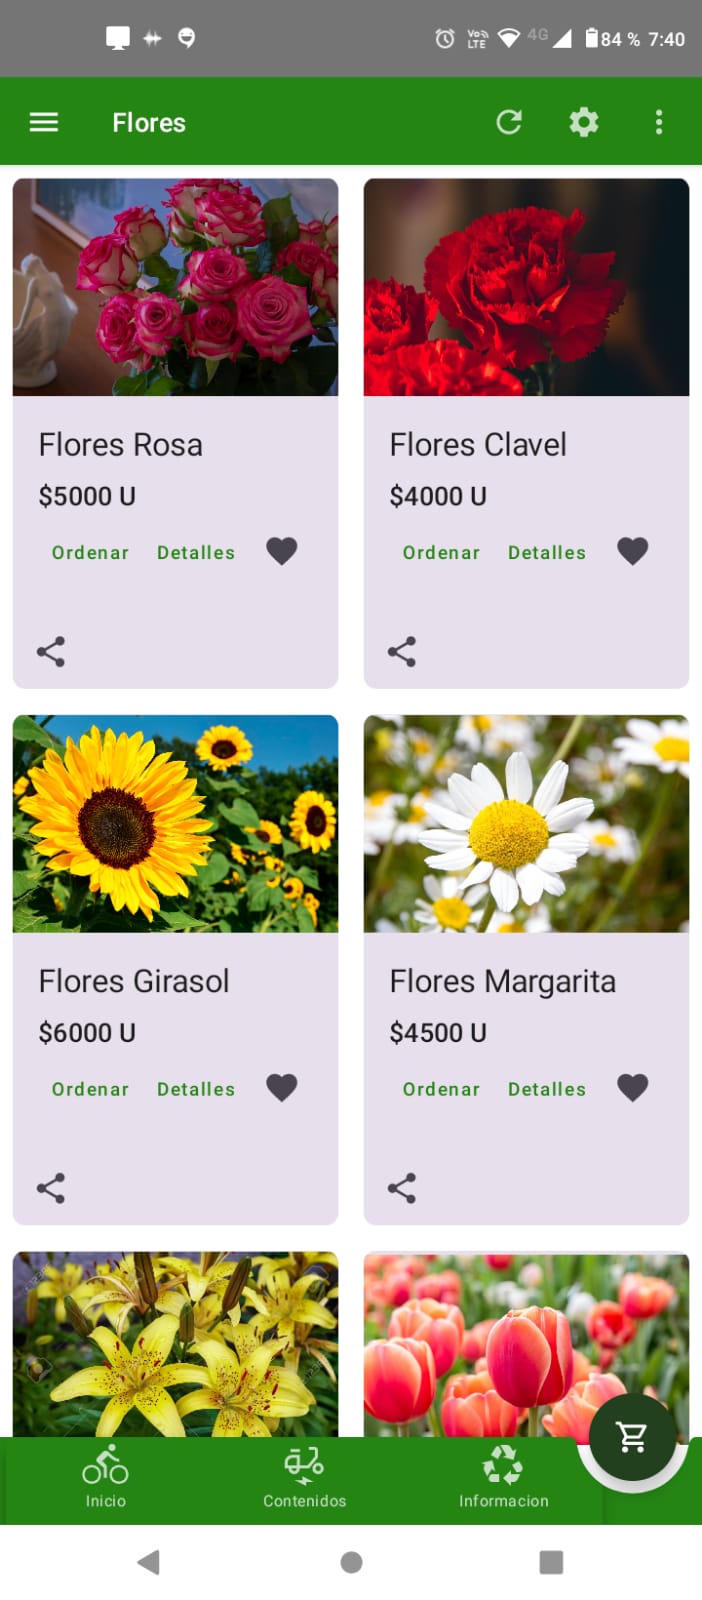 Vo))
LTE
4G
84 % 7:40
Flores
Flores Rosa
$5000 U
Ordenar Detalles
Flores Clavel
$4000 U
Ordenar Detalles
Flores Girasol
$6000 U
Ordenar Detalles
Flores Margarita
$4500 U
Ordenar Detalles
Inicio
Contenidos
Informacion